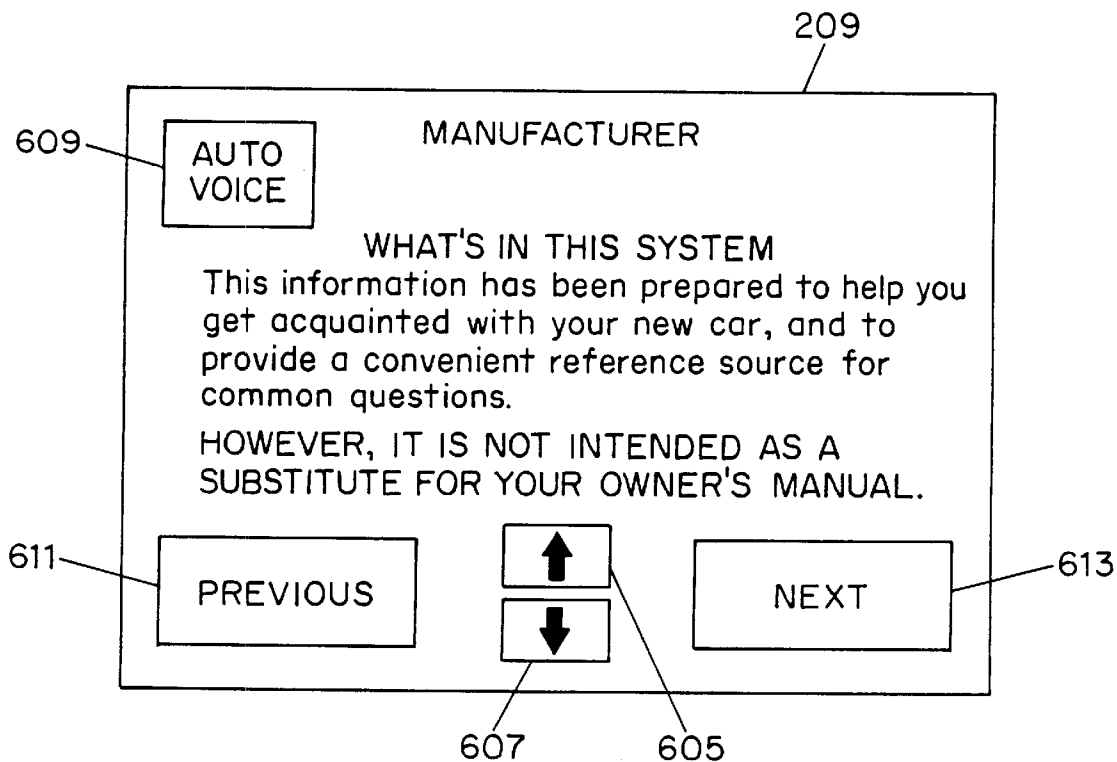 209
609
AUTO
VOICE
MANUFACTURER
WHAT'S IN THIS SYSTEM
This information has been prepared to help you
get acquainted with your new car, and to
provide a convenient reference source for
common questions.
HOWEVER, IT IS NOT INTENDED AS A
SUBSTITUTE FOR YOUR OWNER'S MANUAL.
611
PREVIOUS
NEXT
613
607
605